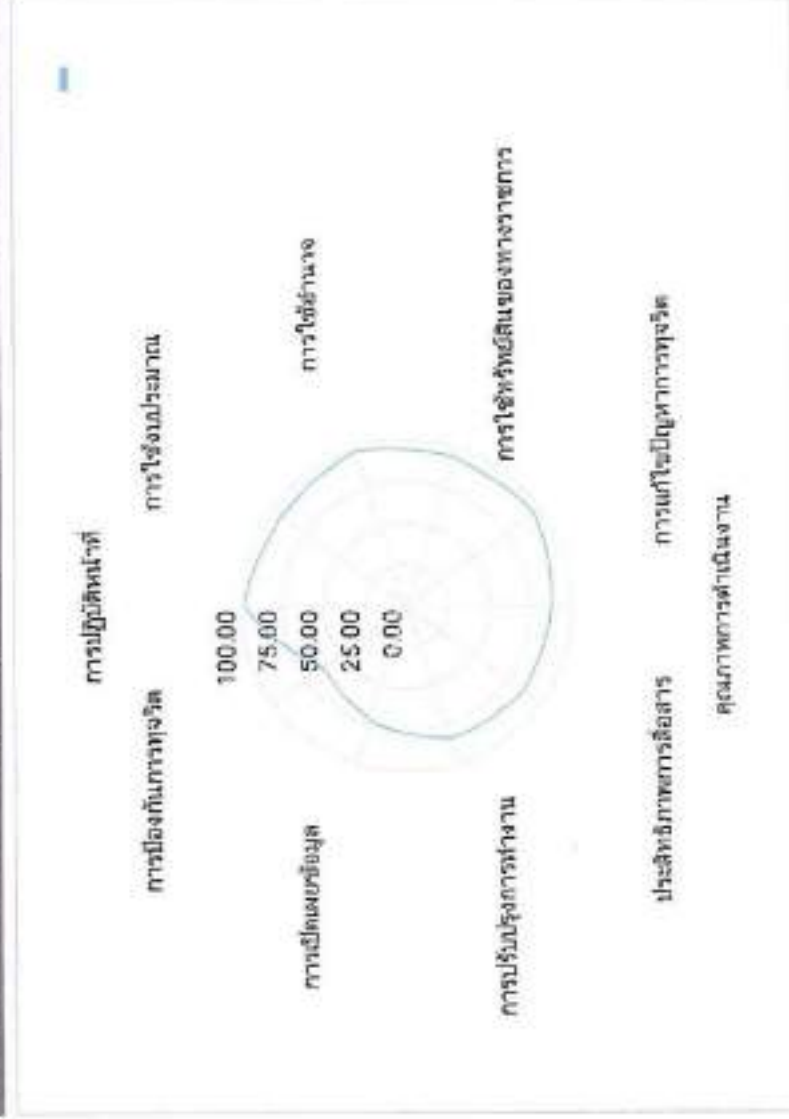 การปฏิบัติหน้าที่
การป้องกันการทุจริต
การใช้งบประมาณ
100.00
75.00
50.00
25.00
0.00
การเปิดเผยข้อมูล
การใช้อำนาจ
การปรับปรุงการทำงาน
การใช้ทรัพย์สินของทางราชการ
ประสิทธิภาพการสื่อสาร
การแก้ไขปัญหาการทุจริต
คุณภาพการดำเนินงาน